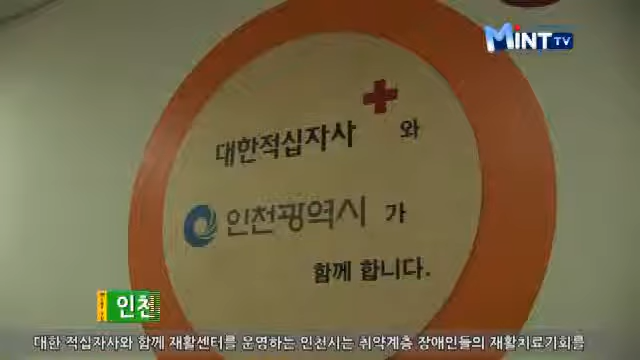 MiNT TV
대한적십자사 와
인천광역시 가
함께 합니다.
인천
대한 적십자사와 함께 재활센터를 운영하는 인천시는 취약계층 장애인들의 재활치료기회를